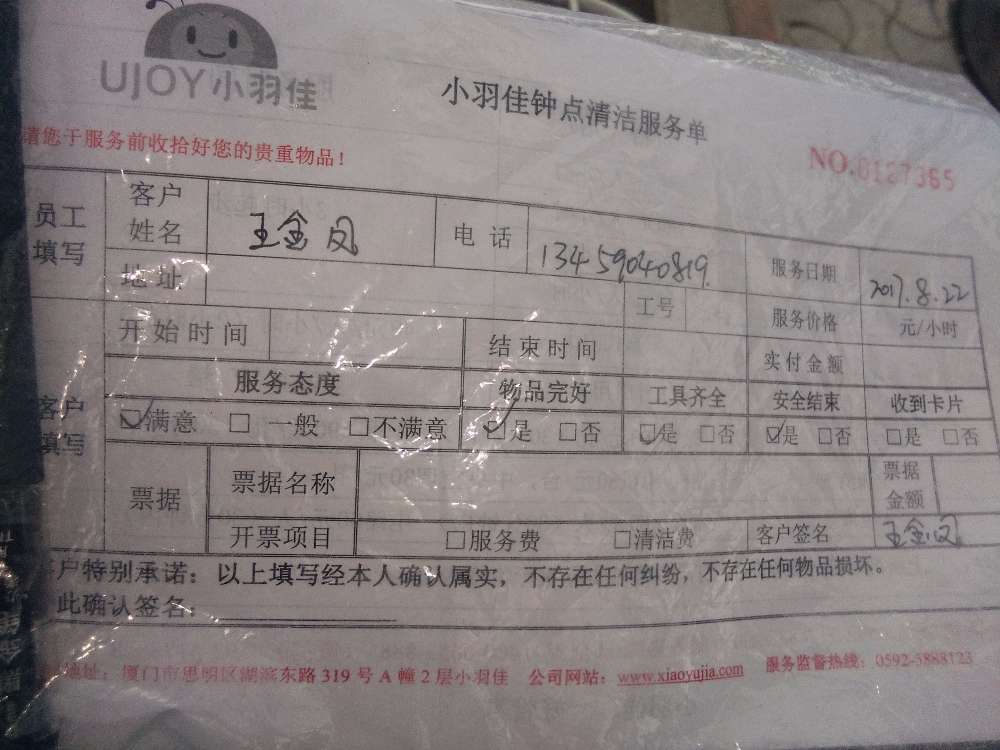 UJOY小羽佳
小羽佳钟点清洁服务单
请您于服务前收拾好您的贵重物品！
NO.0127365
员工填写 客户姓名 王金凤 电话 13459040819 服务日期 2017.8.22
地址 工号 服务价格 元/小时
开始时间 结束时间 实付金额
客户填写 服务态度 物品完好 工具齐全 安全结束 收到卡片
☑满意 □一般 □不满意 ☑是 □否 ☑是 □否 ☑是 □否 □是 □否
票据 票据名称 票据金额
开票项目 □服务费 □清洁费 客户签名 王金凤
客户特别承诺：以上填写经本人确认属实，不存在任何纠纷，不存在任何物品损坏。
此确认签名：
地址：厦门市思明区湖滨东路319号A幢2层小羽佳 公司网站：www.xiaoyujia.com 服务监督热线：0592-5888123